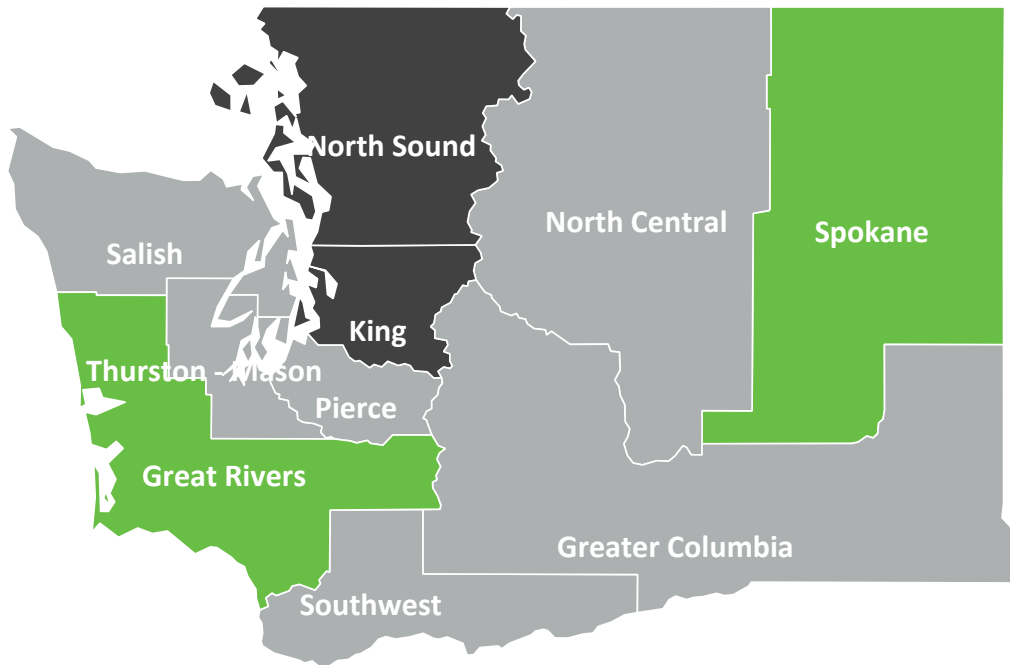 North Sound
North Central
Spokane
Salish
King
Thurston - Mason
Pierce
Great Rivers
Greater Columbia
Southwest